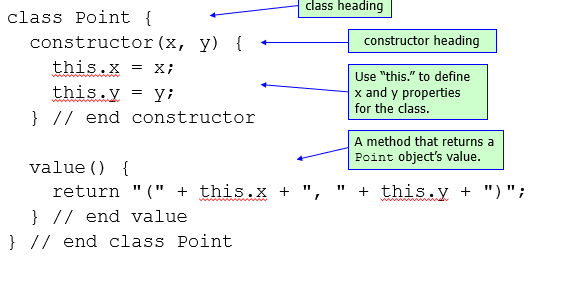 class heading
class Point {
constructor(x, y) {
constructor heading
this.x = x;
this.y = y;
Use “this.” to define
x and y properties
for the class.
} // end constructor
A method that returns a
Point object’s value.
value() {
return "(" + this.x + ", " + this.y + ")";
} // end value
} // end class Point